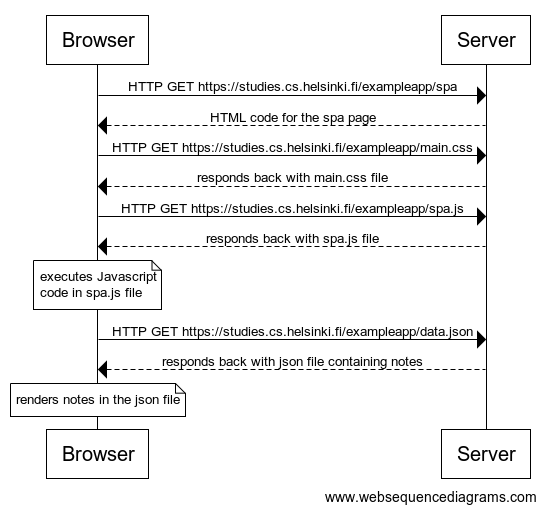 Browser
Server
HTTP GET https://studies.cs.helsinki.fi/exampleapp/spa
HTML code for the spa page
HTTP GET https://studies.cs.helsinki.fi/exampleapp/main.css
responds back with main.css file
HTTP GET https://studies.cs.helsinki.fi/exampleapp/spa.js
responds back with spa.js file
executes Javascript
code in spa.js file
HTTP GET https://studies.cs.helsinki.fi/exampleapp/data.json
responds back with json file containing notes
renders notes in the json file
Browser
Server
www.websequencediagrams.com